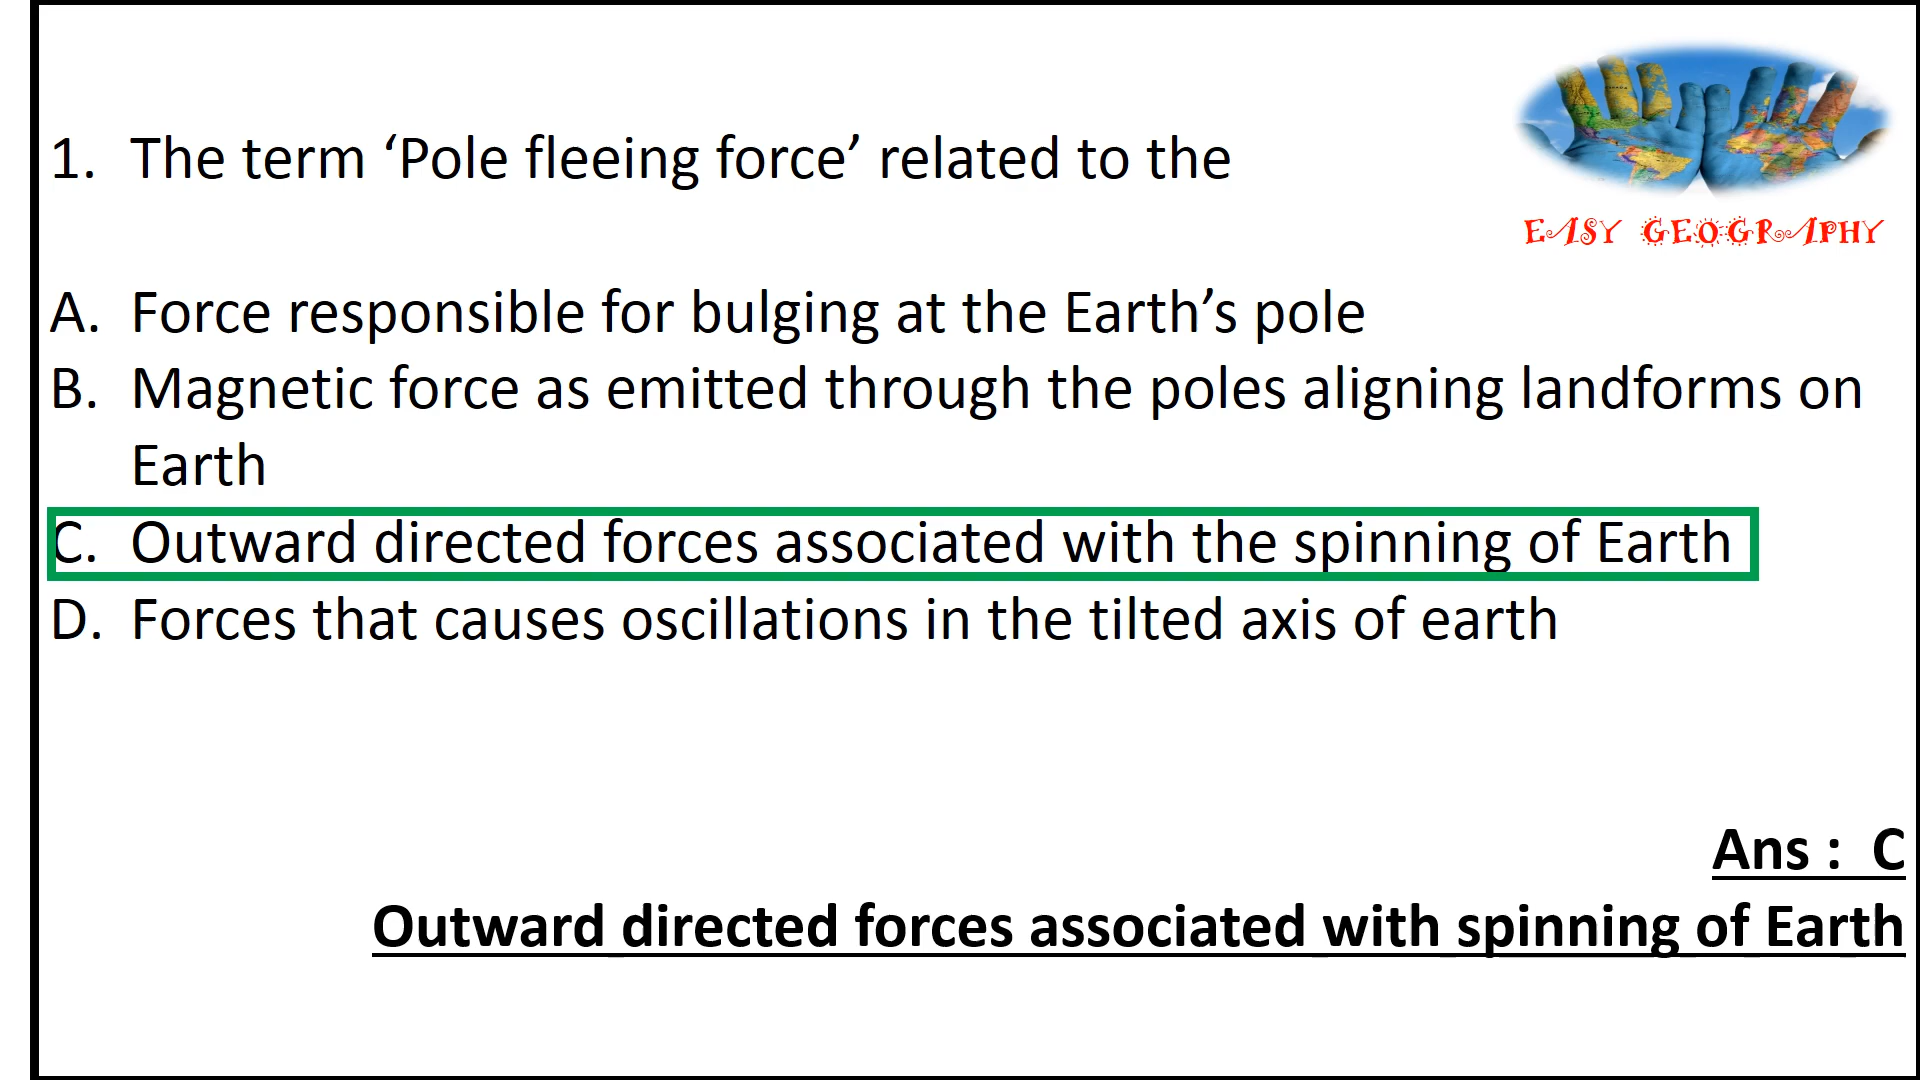 1. The term ‘Pole fleeing force’ related to the
EASY GEOGRAPHY
A. Force responsible for bulging at the Earth’s pole
B. Magnetic force as emitted through the poles aligning landforms on
Earth
C. Outward directed forces associated with the spinning of Earth
D. Forces that causes oscillations in the tilted axis of earth
Ans : C
Outward directed forces associated with spinning of Earth